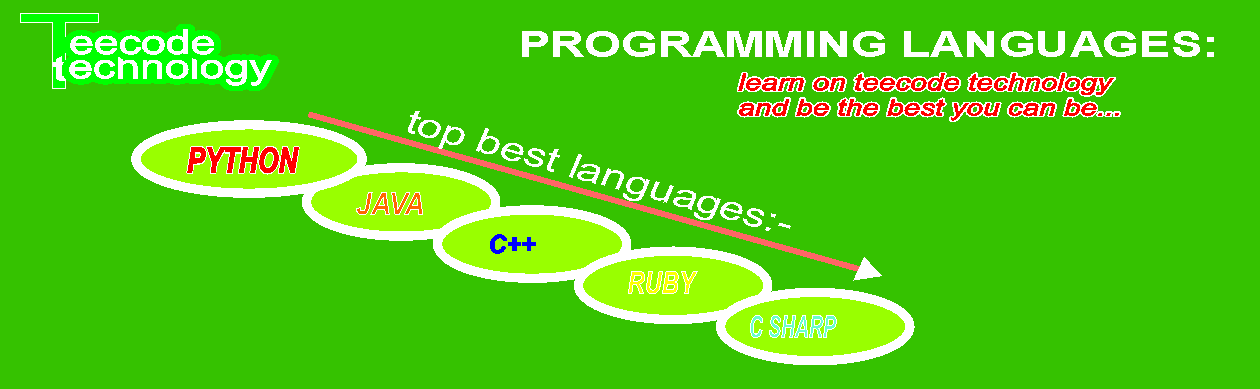 Teecode
technology
PROGRAMMING LANGUAGES:
learn on teecode technology
and be the best you can be...
top best languages:-
PYTHON
JAVA
C++
RUBY
C SHARP